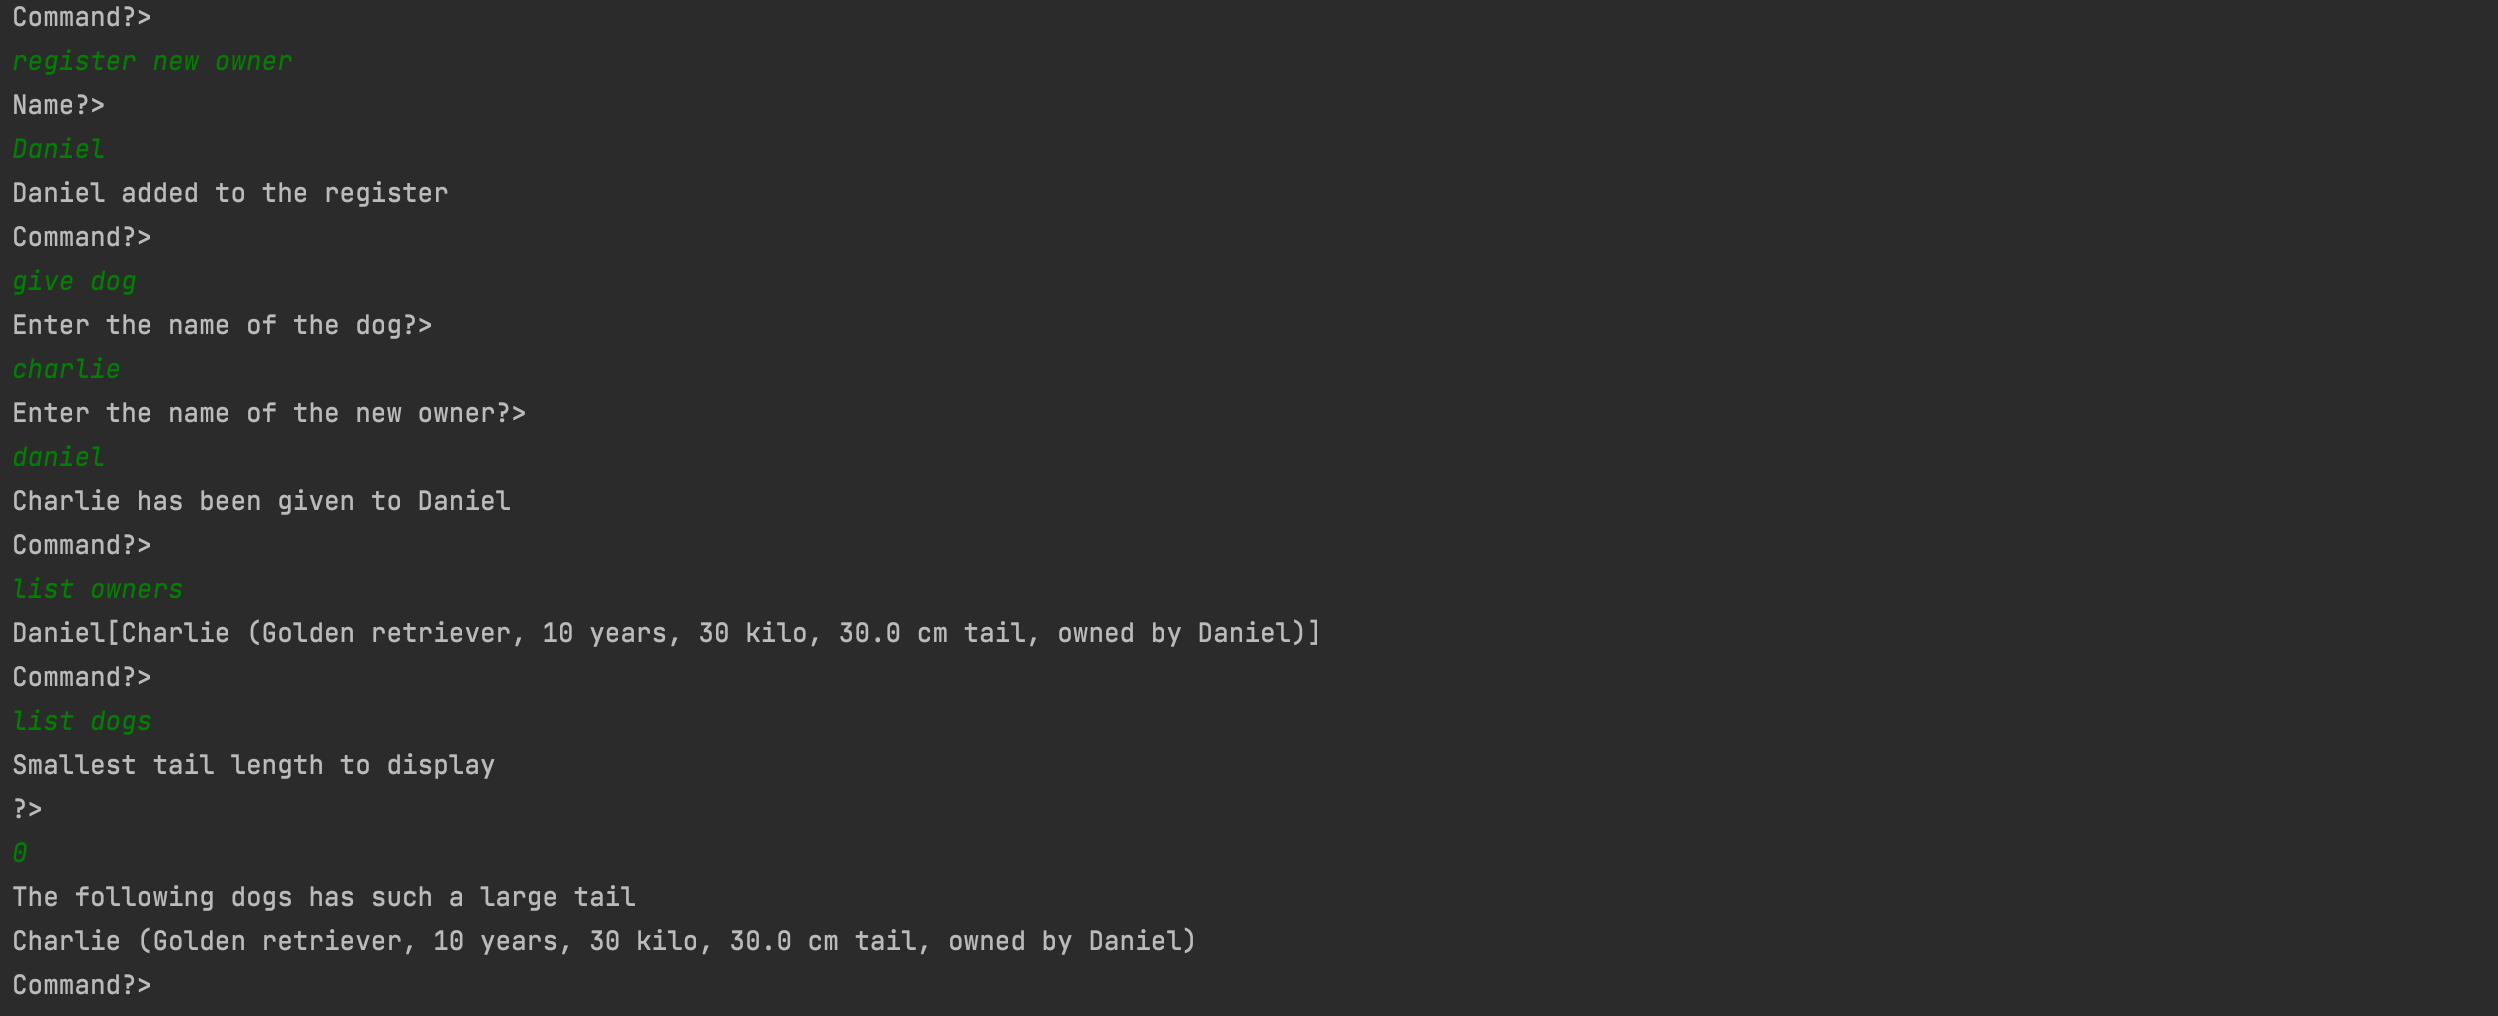 Command?>
register new owner
Name?>
Daniel
Daniel added to the register
Command?>
give dog
Enter the name of the dog?>
charlie
Enter the name of the new owner?>
daniel
Charlie has been given to Daniel
Command?>
list owners
Daniel[Charlie (Golden retriever, 10 years, 30 kilo, 30.0 cm tail, owned by Daniel)]
Command?>
list dogs
Smallest tail length to display
?>
0
The following dogs has such a large tail
Charlie (Golden retriever, 10 years, 30 kilo, 30.0 cm tail, owned by Daniel)
Command?>